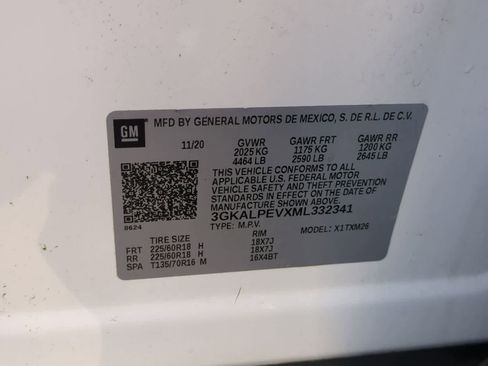 GM
MFD BY GENERAL MOTORS DE MEXICO, S. DE R.L. DE C.V.
11/20 GVWR GAWR FRT GAWR RR
2025 KG 1175 KG 1200 KG
4464 LB 2590 LB 2645 LB
THIS VEHICLE CONFORMS TO ALL
APPLICABLE U.S. FEDERAL MOTOR
VEHICLE SAFETY AND THEFT PREVENTION
STANDARDS IN EFFECT ON THE DATE OF
MANUFACTURE SHOWN ABOVE.
3GKALPEVXML332341
TYPE: M.P.V. MODEL: X1TXM26
0624
TIRE SIZE RIM
FRT 225/60R18 H 18X7J
RR 225/60R18 H 18X7J
SPA T135/70R16 M 16X4BT